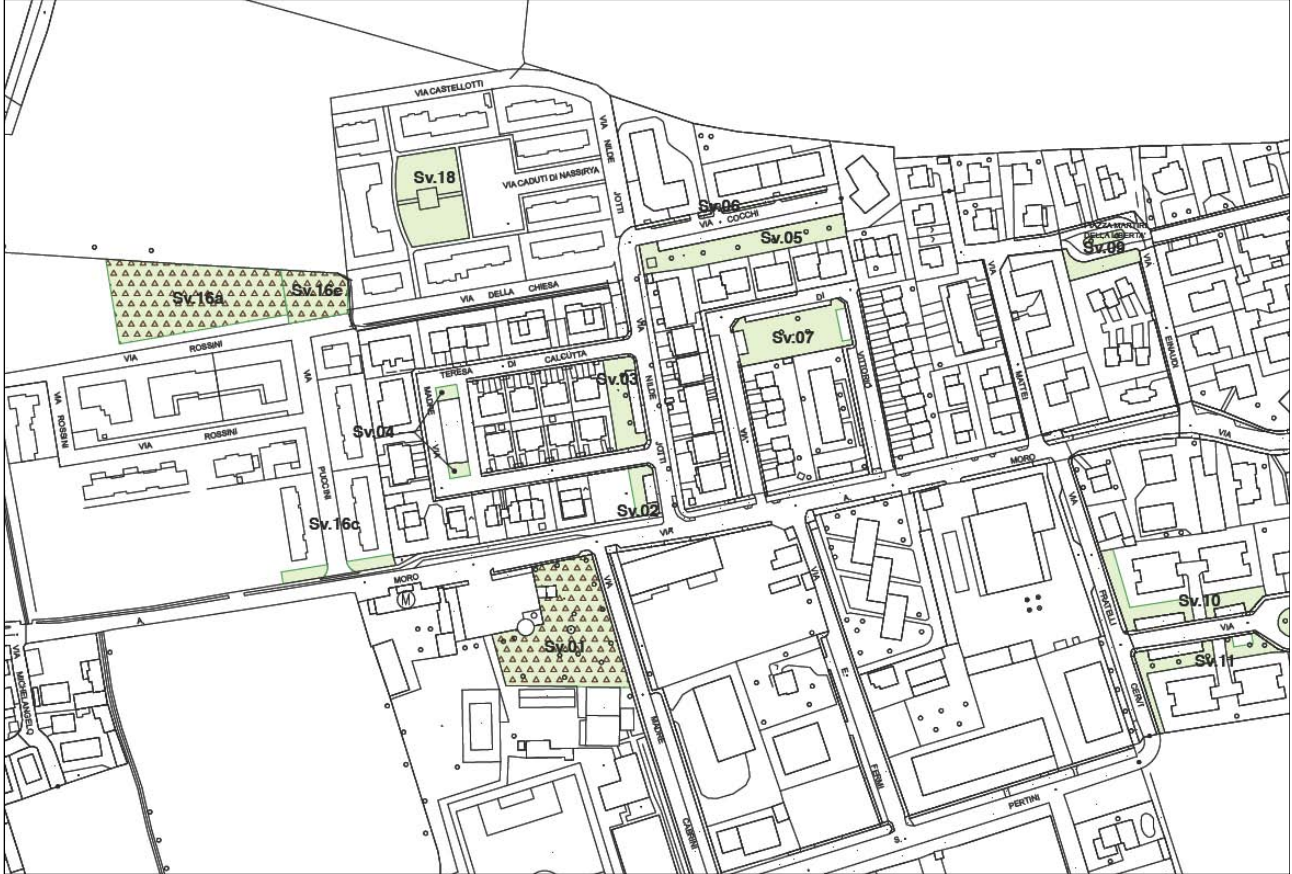 VIA CASTELLOTTI
VIA NILDE JOTTI
Sv.18
VIA CADUTI DI NASSIRYA
Sv.06
VIA COCCHI
Sv.05
PIAZZA MARTIRI
DELLA LIBERTA'
Sv.09
Sv.16a
Sv.16e
VIA DELLA CHIESA
VIA
DI
VITTORIO
VIA
MATTEI
VIA
EINAUDI
VIA ROSSINI
VIA
PUCCINI
VIA
MADRE
TERESA DI CALCUTTA
Sv.03
VIA
NILDE
JOTTI
Sv.07
VIA ROSSINI
VIA ROSSINI
Sv.04
Sv.16c
Sv.02
VIA
A.
MORO
VIA
VIA
FRATELLI
CERVI
A.
MORO
M
Sv.01
VIA
MADRE
CABRINI
VIA
E.
FERMI
Sv.10
VIA
Sv.11
VIA MICHELANGELO
S.
PERTINI